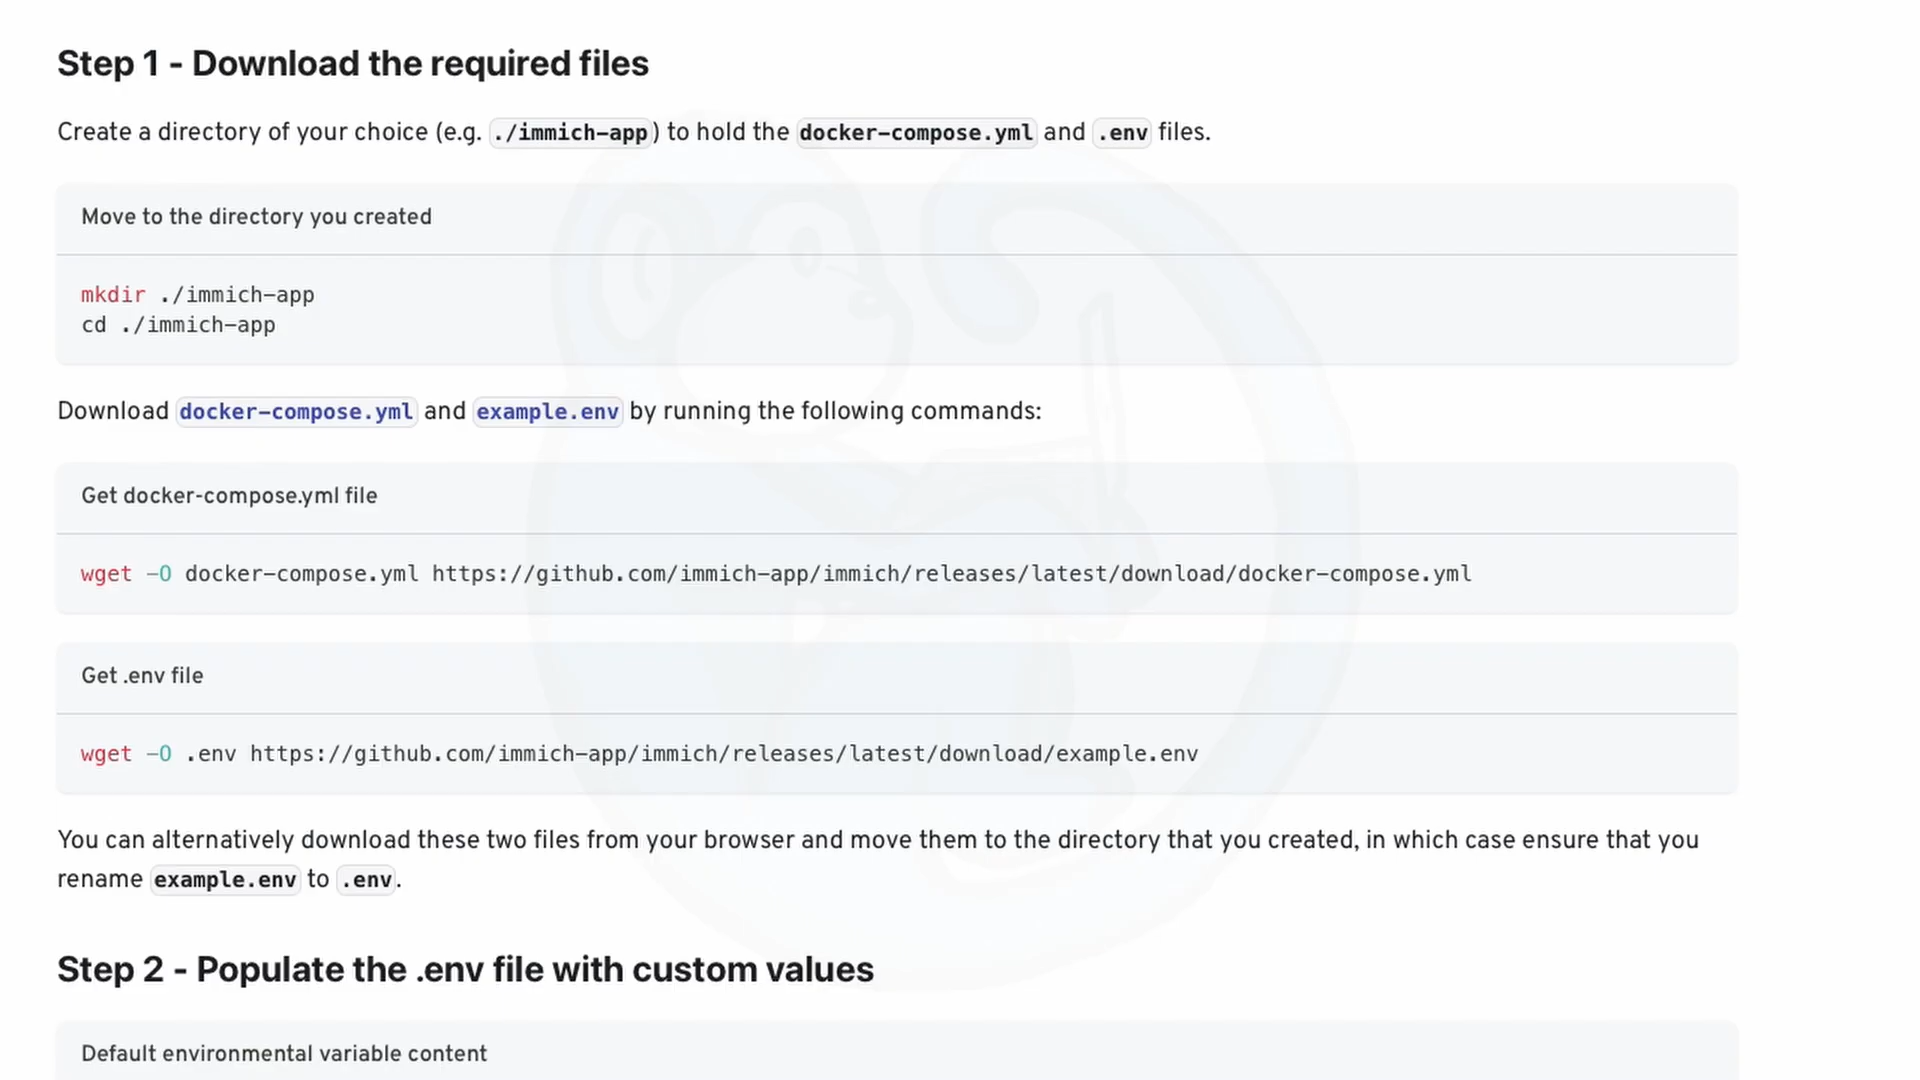 Step 1 - Download the required files
Create a directory of your choice (e.g. ./immich-app) to hold the docker-compose.yml and .env files.
Move to the directory you created
mkdir ./immich-app
cd ./immich-app
Download docker-compose.yml and example.env by running the following commands:
Get docker-compose.yml file
wget -O docker-compose.yml https://github.com/immich-app/immich/releases/latest/download/docker-compose.yml
Get .env file
wget -O .env https://github.com/immich-app/immich/releases/latest/download/example.env
You can alternatively download these two files from your browser and move them to the directory that you created, in which case ensure that you
rename example.env to .env.
Step 2 - Populate the .env file with custom values
Default environmental variable content